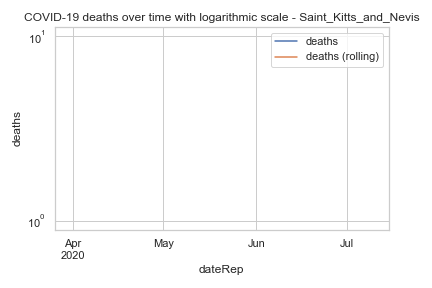 COVID-19 deaths over time with logarithmic scale - Saint_Kitts_and_Nevis
10¹
deaths
deaths (rolling)
deaths
10⁰
Apr May Jun Jul
2020
dateRep